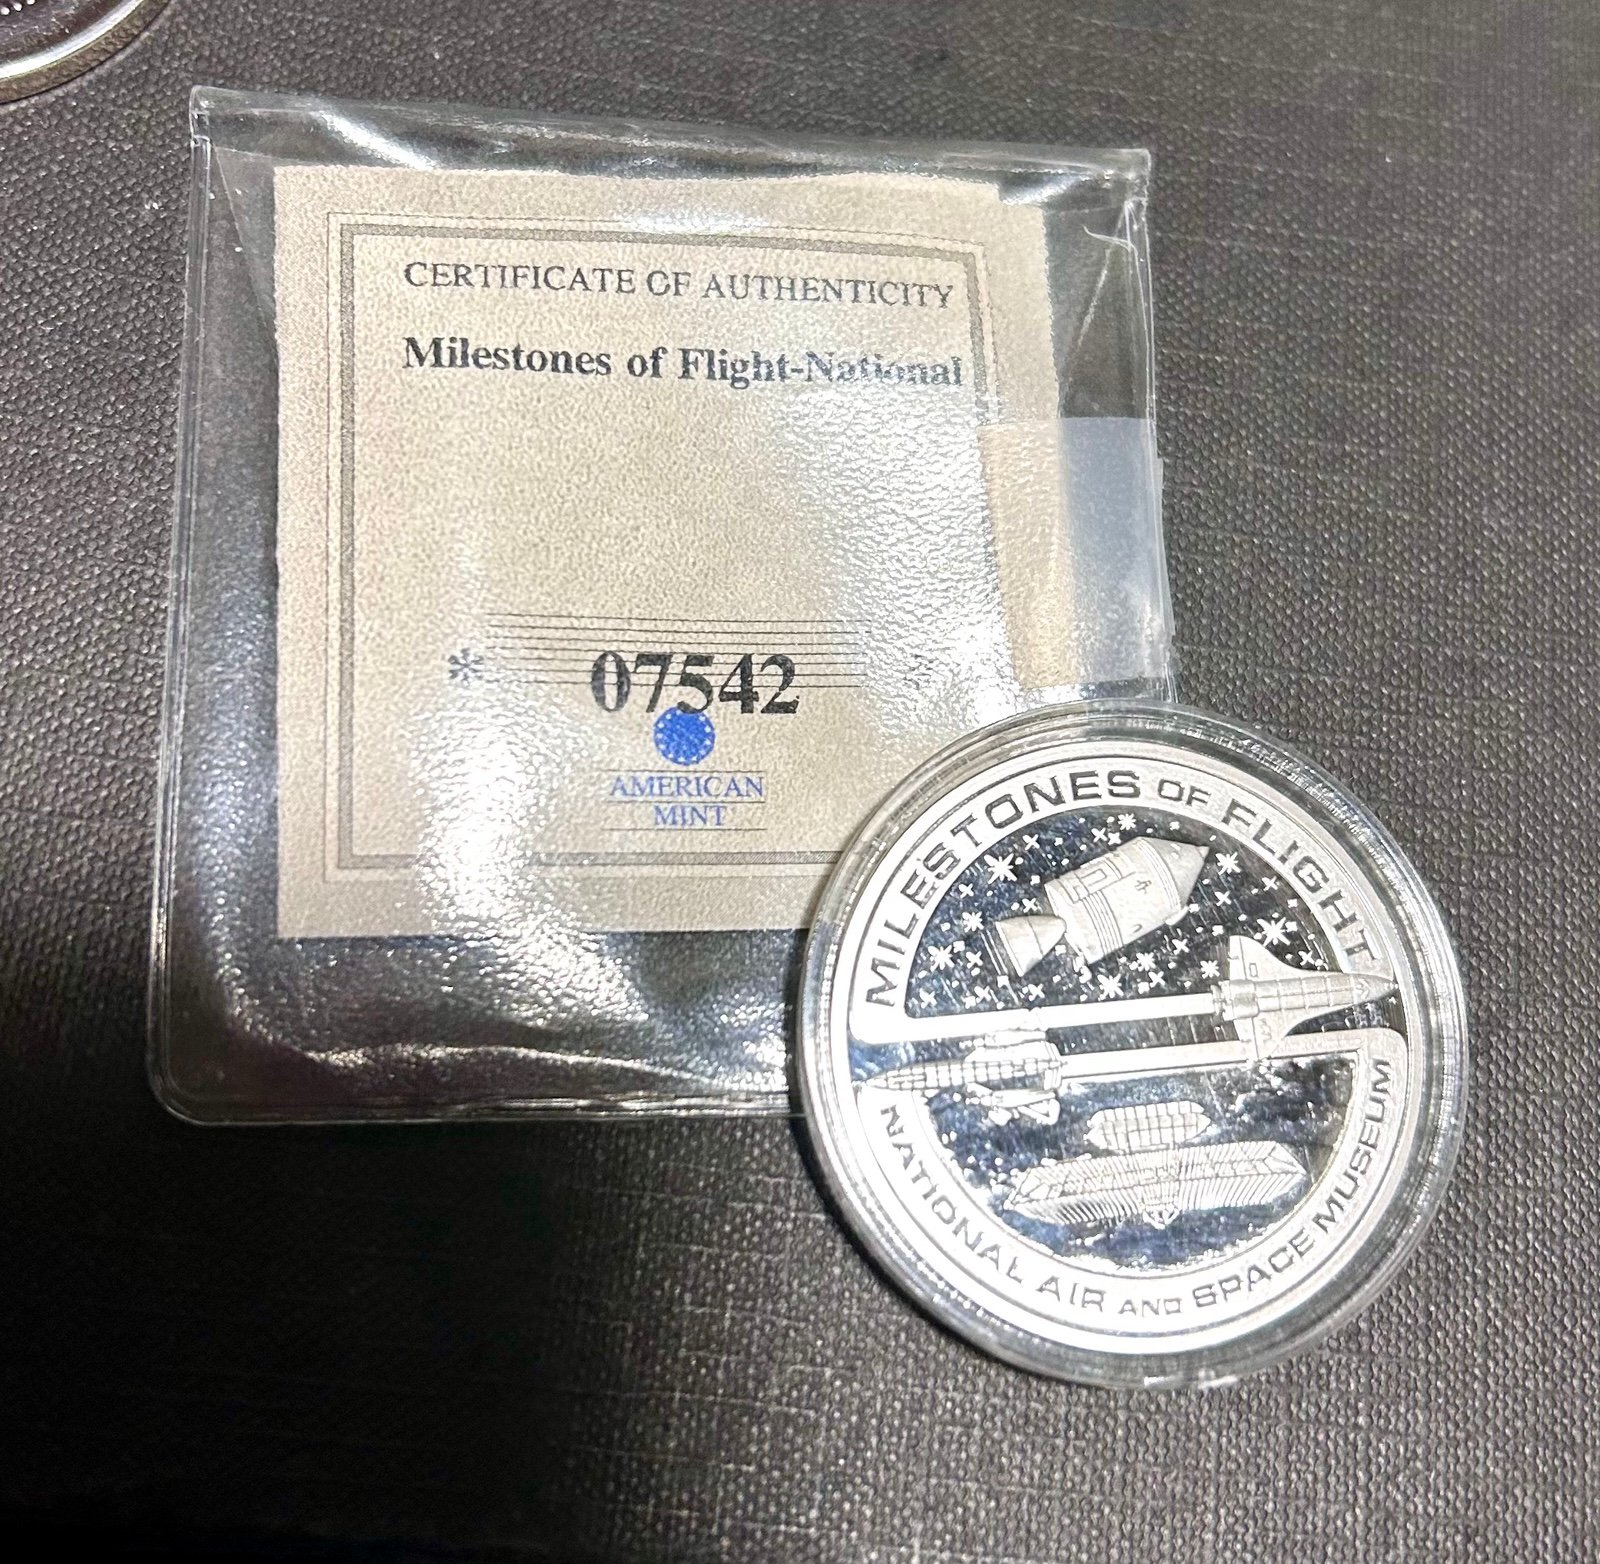 CERTIFICATE OF AUTHENTICITY
Milestones of Flight-National
07542
AMERICAN
MINT
MILESTONES OF FLIGHT
NATIONAL AIR AND SPACE MUSEUM